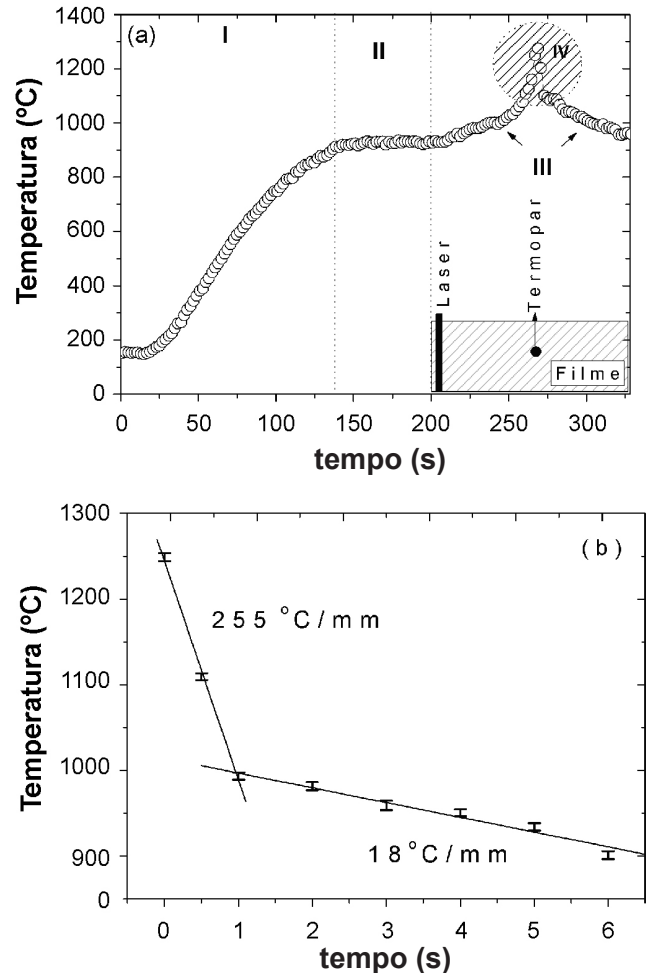 (a)
I
II
IV
III
Temperatura (ºC)
1400
1200
1000
800
600
400
200
0
Laser
Termopar
Filme
0 50 100 150 200 250 300
tempo (s)
(b)
Temperatura (ºC)
1300
1200
1100
1000
900
0
255 °C/mm
18°C/mm
0 1 2 3 4 5 6
tempo (s)